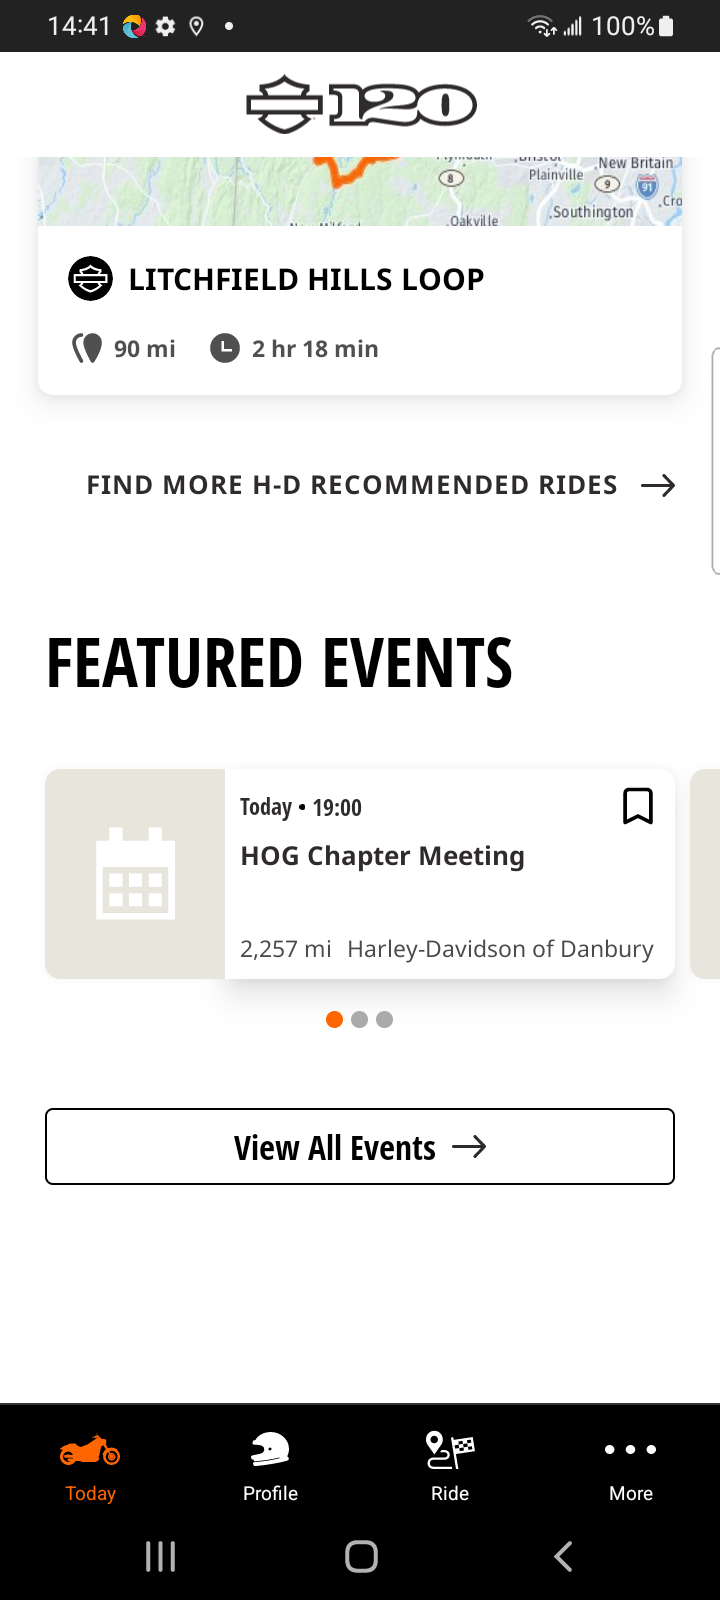 14:41
100%
120
New Britain
Plainville
8
9
91
Southington
Oakville
LITCHFIELD HILLS LOOP
90 mi 2 hr 18 min
FIND MORE H-D RECOMMENDED RIDES
FEATURED EVENTS
Today • 19:00
HOG Chapter Meeting
2,257 mi Harley-Davidson of Danbury
View All Events
Today Profile Ride More